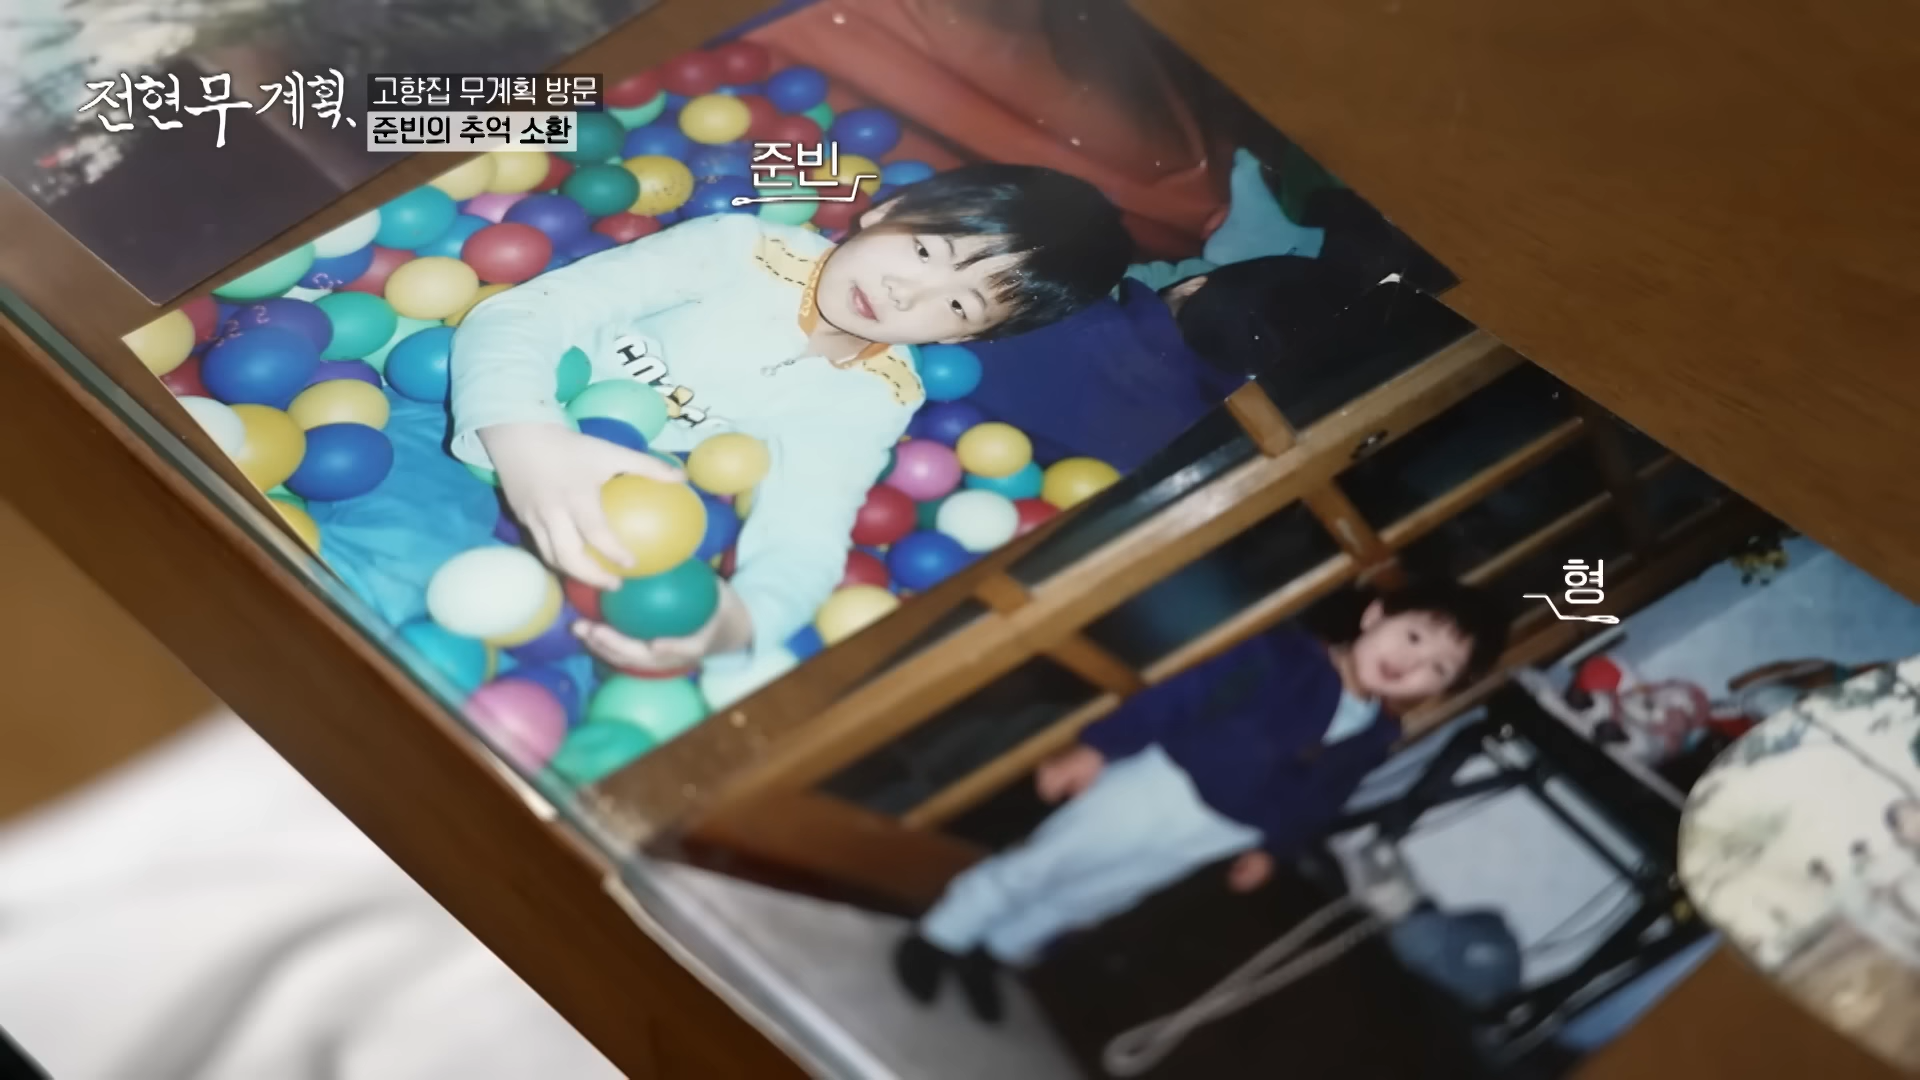 전현무계획
고향집 무계획 방문
준빈의 추억 소환
준빈
형